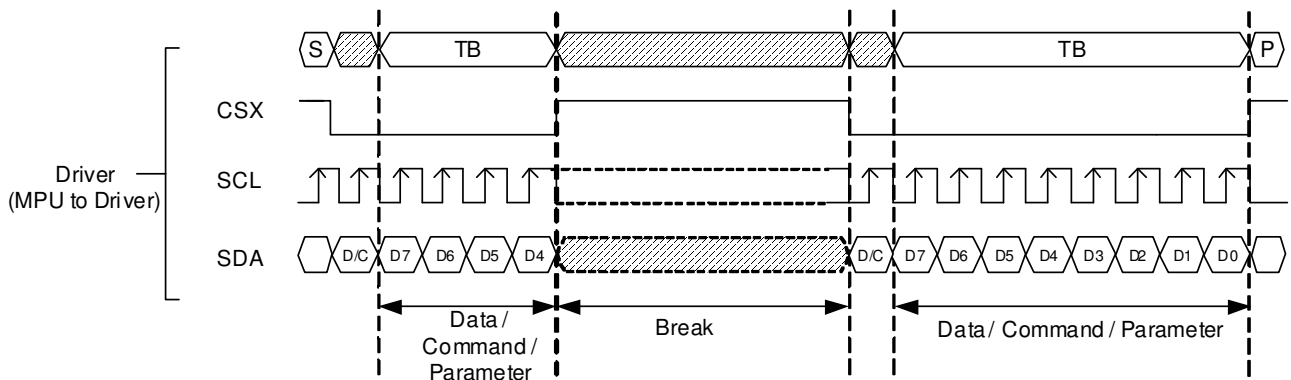 S TB TB P
CSX
Driver
(MPU to Driver)
SCL
SDA D/C D7 D6 D5 D4 D/C D7 D6 D5 D4 D3 D2 D1 D0
Data /
Command /
Parameter
Break
Data / Command / Parameter